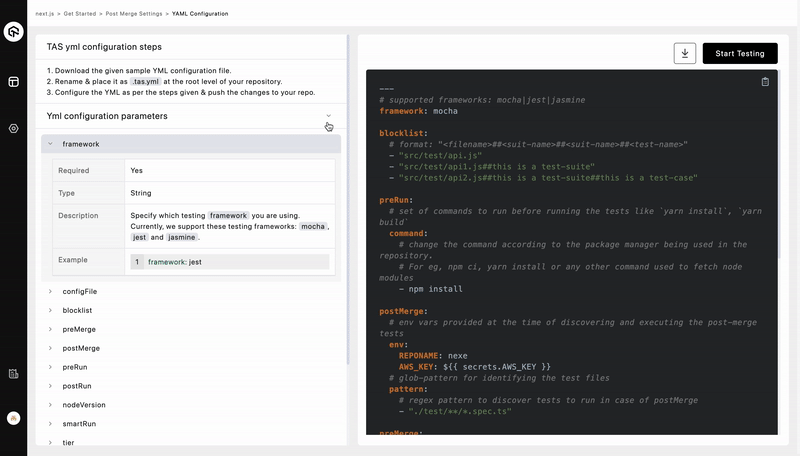 next.js > Get Started > Post Merge Settings > YAML Configuration
TAS yml configuration steps
1. Download the given sample YML configuration file.
2. Rename & place it as .tas.yml at the root level of your repository.
3. Configure the YML as per the steps given & push the changes to your repo.
Yml configuration parameters
framework
Required Yes
Type String
Description Specify which testing framework you are using.
Currently, we support these testing frameworks: mocha,
jest and jasmine.
Example 1 framework: jest
configFile
blocklist
preMerge
postMerge
preRun
postRun
nodeVersion
smartRun
tier
Start Testing
---
# supported frameworks: mocha|jest|jasmine
framework: mocha
blocklist:
# format: "<filename>##<suit-name>##<suit-name>##<test-name>"
- "src/test/api.js"
- "src/test/api1.js##this is a test-suite"
- "src/test/api2.js##this is a test-suite##this is a test-case"
preRun:
# set of commands to run before running the tests like `yarn install`, `yarn
build`
command:
# change the command according to the package manager being used in the
repository.
# For eg, npm ci, yarn install or any other command used to fetch node
modules
- npm install
postMerge:
# env vars provided at the time of discovering and executing the post-merge
tests
env:
REPONAME: nexe
AWS_KEY: ${{ secrets.AWS_KEY }}
# glob-pattern for identifying the test files
pattern:
# regex pattern to discover tests to run in case of postMerge
- "./test/**/*.spec.ts"
preMerge: